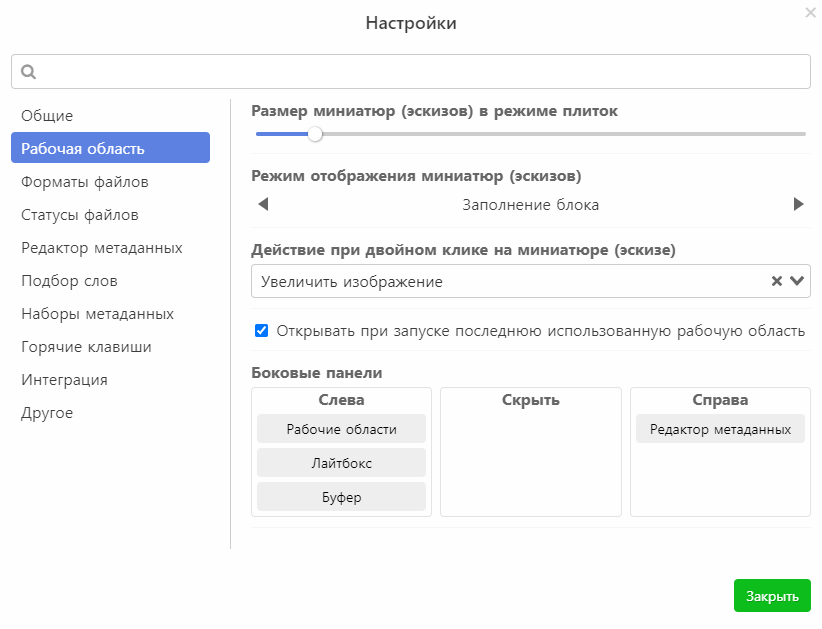 Настройки
Общие
Рабочая область
Форматы файлов
Статусы файлов
Редактор метаданных
Подбор слов
Наборы метаданных
Горячие клавиши
Интеграция
Другое
Размер миниатюр (эскизов) в режиме плиток
Режим отображения миниатюр (эскизов)
Заполнение блока
Действие при двойном клике на миниатюре (эскизе)
Увеличить изображение
Открывать при запуске последнюю использованную рабочую область
Боковые панели
Слева
Рабочие области
Лайтбокс
Буфер
Скрыть
Справа
Редактор метаданных
Закрыть